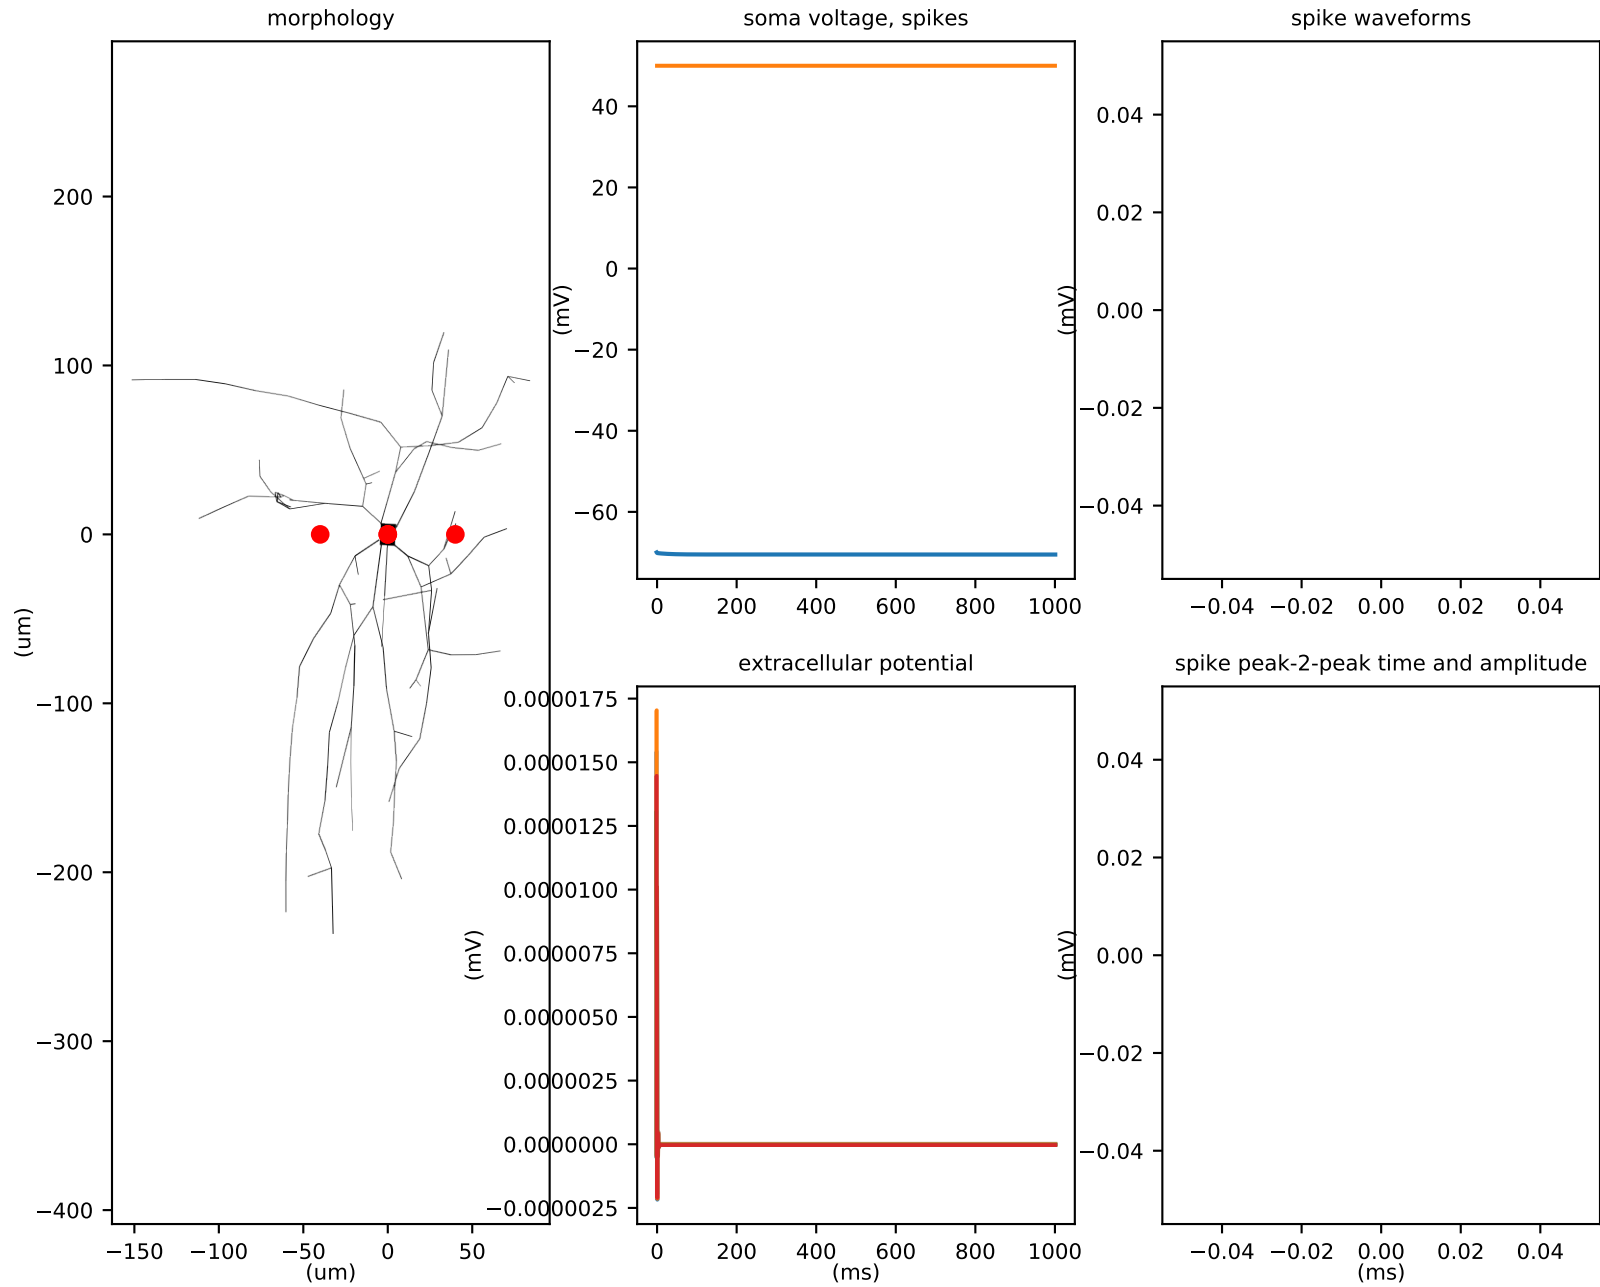 morphology
200
100
0
−100
−200
−300
−400
(um)
−150 −100 −50 0 50
(um)
soma voltage, spikes
40
20
0
−20
−40
−60
(mV)
0 200 400 600 800 1000
spike waveforms
0.04
0.02
0.00
−0.02
−0.04
(mV)
−0.04 −0.02 0.00 0.02 0.04
extracellular potential
0.0000175
0.0000150
0.0000125
0.0000100
0.0000075
0.0000050
0.0000025
0.0000000
−0.0000025
(mV)
0 200 400 600 800 1000
(ms)
spike peak-2-peak time and amplitude
0.04
0.02
0.00
−0.02
−0.04
(mV)
−0.04 −0.02 0.00 0.02 0.04
(ms)